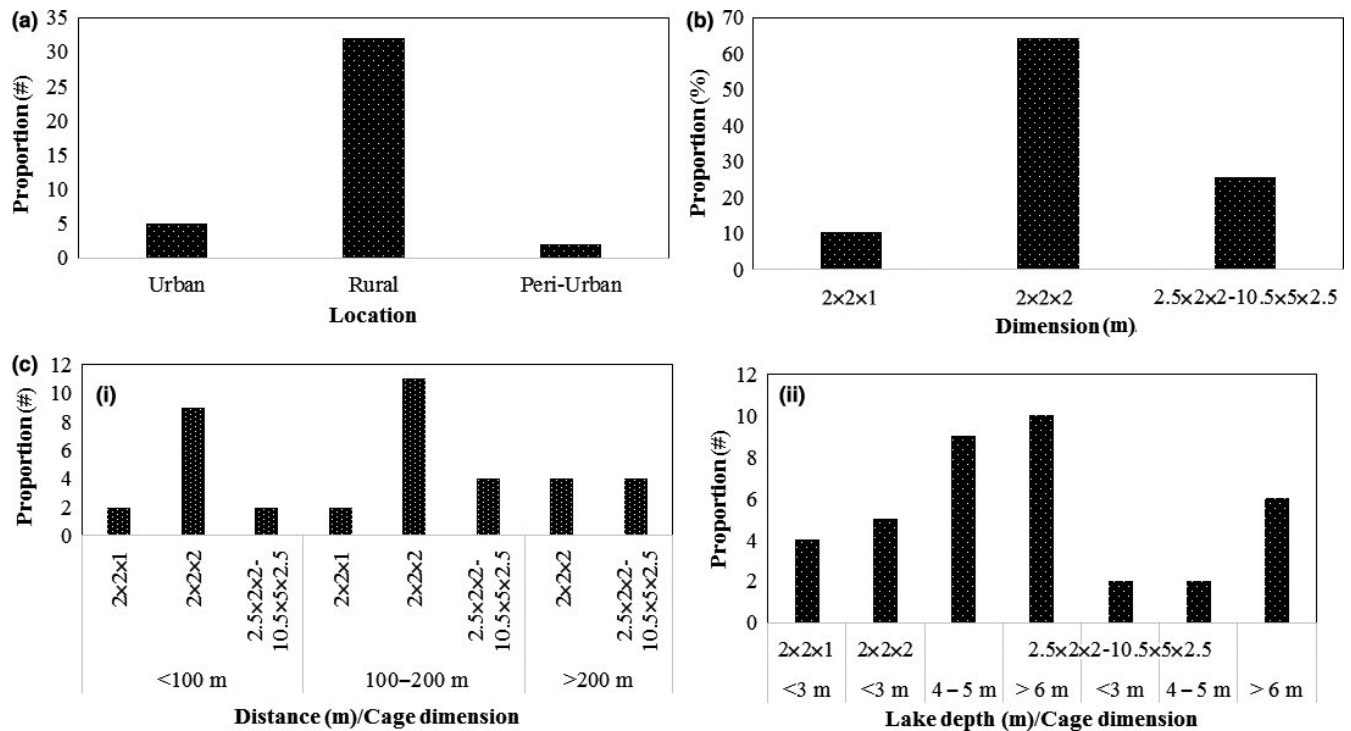 (a)
35
30
25
20
15
10
5
0
Proportion (#)
Urban Rural Peri-Urban
Location
(b)
70
60
50
40
30
20
10
0
Proportion (%)
2×2×1 2×2×2 2.5×2×2-10.5×5×2.5
Dimension (m)
(c)
(i)
12
10
8
6
4
2
0
Proportion (#)
2×2×1
2×2×2
2.5×2×2-
10.5×5×2.5
2×2×1
2×2×2
2.5×2×2-
10.5×5×2.5
2×2×2
2.5×2×2-
10.5×5×2.5
<100 m 100–200 m >200 m
Distance (m)/Cage dimension
(ii)
12
10
8
6
4
2
0
Proportion (#)
2×2×1 2×2×2 2.5×2×2-10.5×5×2.5
<3 m <3 m 4 – 5 m > 6 m <3 m 4 – 5 m > 6 m
Lake depth (m)/Cage dimension